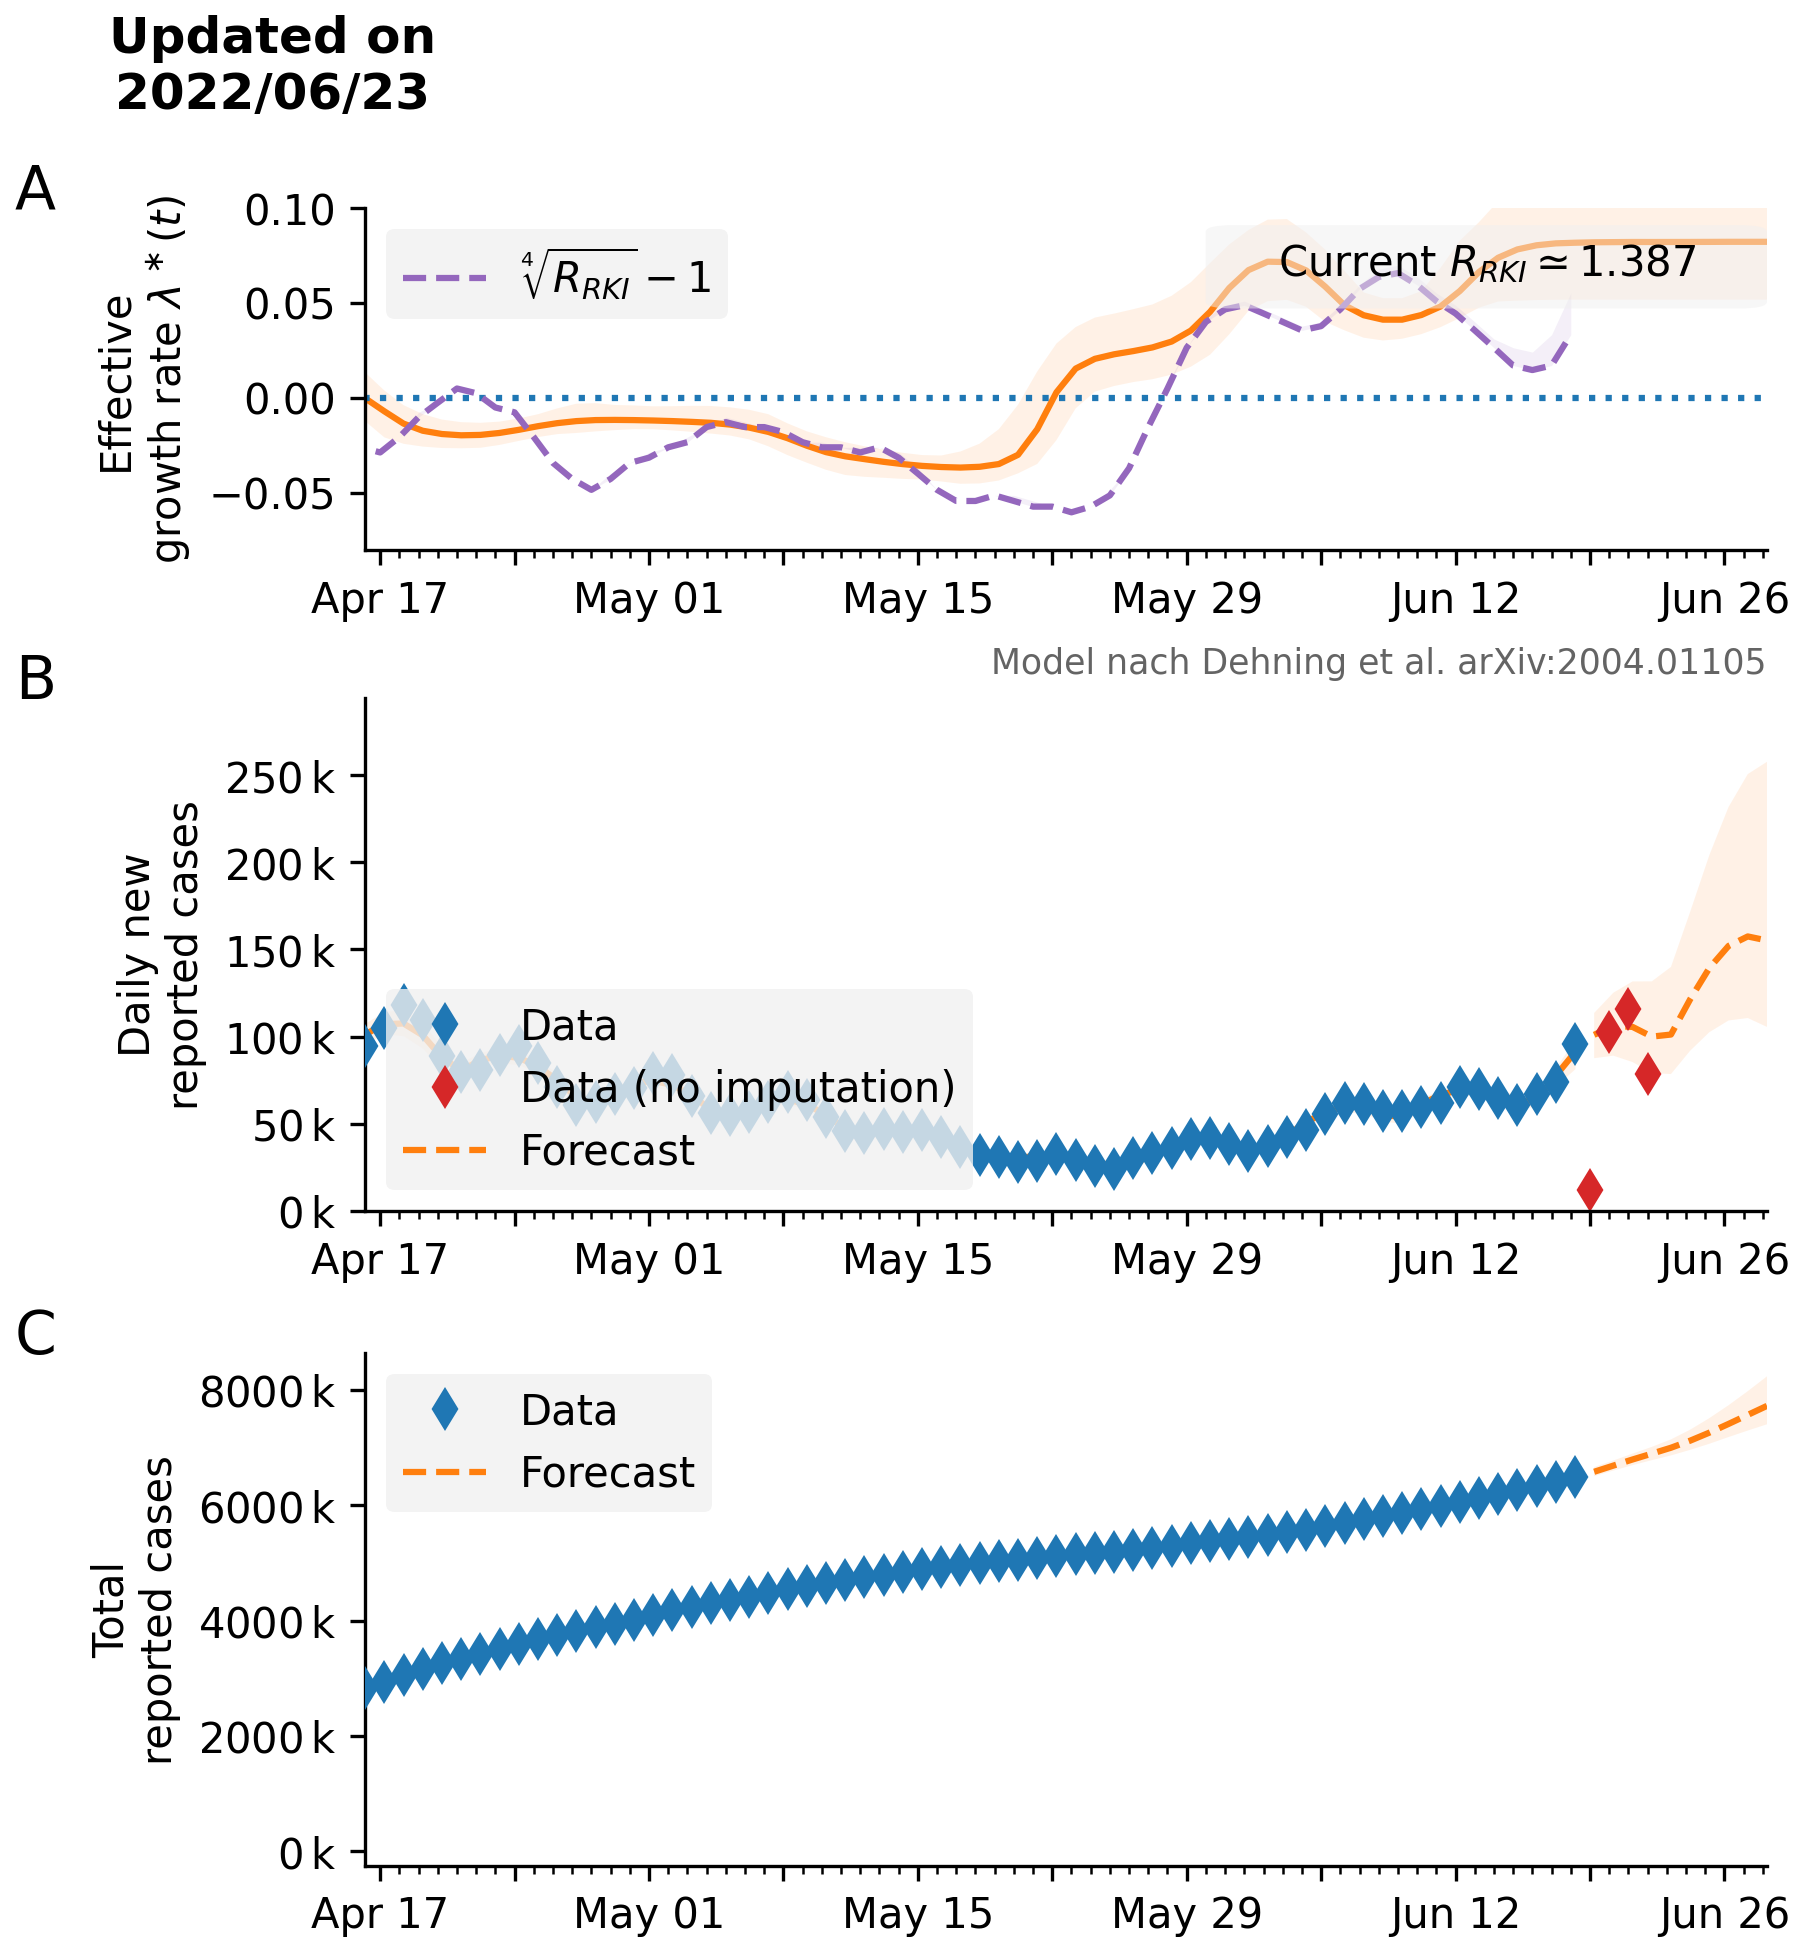 Updated on
2022/06/23
A
Effective
growth rate λ * (t)
0.10
0.05
0.00
−0.05
∜R_RKI − 1
Current R_RKI ≃ 1.387
Apr 17
May 01
May 15
May 29
Jun 12
Jun 26
B
Model nach Dehning et al. arXiv:2004.01105
Daily new
reported cases
250 k
200 k
150 k
100 k
50 k
0 k
Data
Data (no imputation)
Forecast
Apr 17
May 01
May 15
May 29
Jun 12
Jun 26
C
Total
reported cases
8000 k
6000 k
4000 k
2000 k
0 k
Data
Forecast
Apr 17
May 01
May 15
May 29
Jun 12
Jun 26